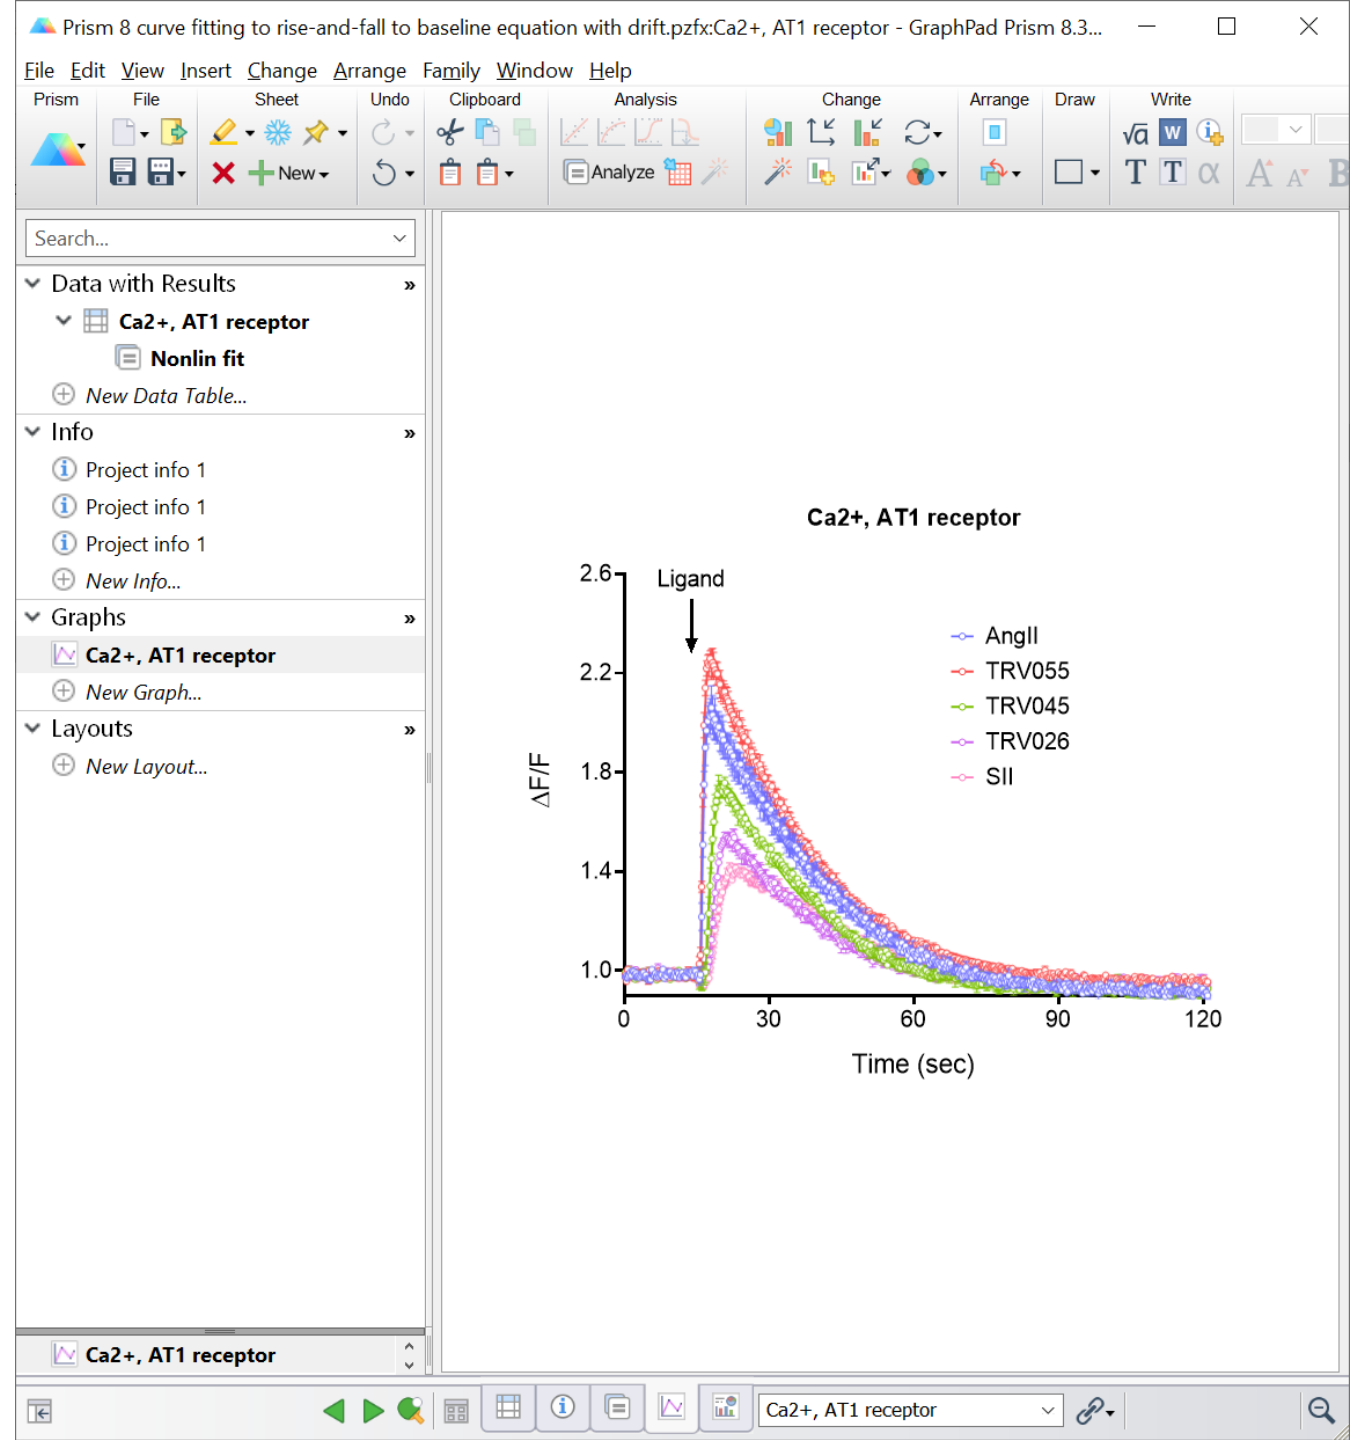 Prism 8 curve fitting to rise-and-fall to baseline equation with drift.pzfx:Ca2+, AT1 receptor - GraphPad Prism 8.3...
File Edit View Insert Change Arrange Family Window Help
Prism File Sheet Undo Clipboard Analysis Change Arrange Draw Write
√α W
New Analyze T T α A A B
Search...
Data with Results »
Ca2+, AT1 receptor
Nonlin fit
New Data Table...
Info »
Project info 1
Project info 1
Project info 1
New Info...
Graphs »
Ca2+, AT1 receptor
New Graph...
Layouts »
New Layout...
Ca2+, AT1 receptor
Ca2+, AT1 receptor
2.6
Ligand
AngII
TRV055
2.2
TRV045
TRV026
1.8
SII
ΔF/F
1.4
1.0
0 30 60 90 120
Time (sec)
Ca2+, AT1 receptor